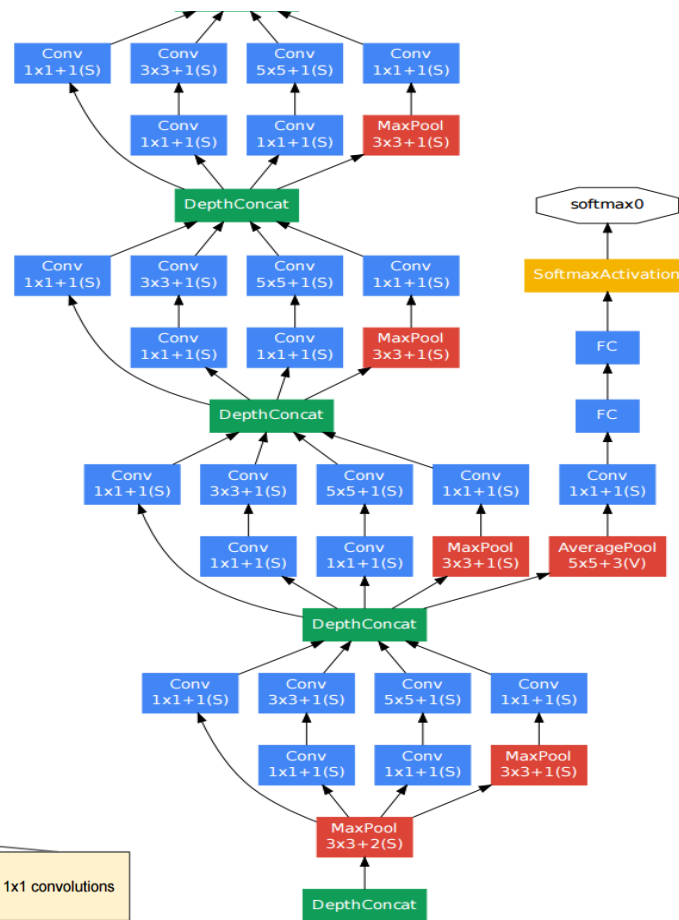 Conv
1x1+1(S)
Conv
3x3+1(S)
Conv
5x5+1(S)
Conv
1x1+1(S)
Conv
1x1+1(S)
Conv
1x1+1(S)
MaxPool
3x3+1(S)
DepthConcat
softmax0
Conv
1x1+1(S)
Conv
3x3+1(S)
Conv
5x5+1(S)
Conv
1x1+1(S)
SoftmaxActivation
Conv
1x1+1(S)
Conv
1x1+1(S)
MaxPool
3x3+1(S)
FC
DepthConcat
FC
Conv
1x1+1(S)
Conv
3x3+1(S)
Conv
5x5+1(S)
Conv
1x1+1(S)
Conv
1x1+1(S)
Conv
1x1+1(S)
Conv
1x1+1(S)
MaxPool
3x3+1(S)
AveragePool
5x5+3(V)
DepthConcat
Conv
1x1+1(S)
Conv
3x3+1(S)
Conv
5x5+1(S)
Conv
1x1+1(S)
Conv
1x1+1(S)
Conv
1x1+1(S)
MaxPool
3x3+1(S)
MaxPool
3x3+2(S)
1x1 convolutions
DepthConcat